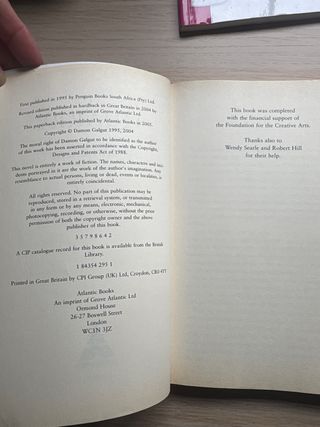 First published in 1995 by Penguin Books South Africa (Pty) Ltd.
Revised edition published in hardback in Great Britain in 2004 by
Atlantic Books, an imprint of Grove Atlantic Ltd.
This paperback edition published by Atlantic Books in 2005.
Copyright © Damon Galgut 1995, 2004
The moral right of Damon Galgut to be identified as the author
of this work has been asserted in accordance with the Copyright,
Designs and Patents Act of 1988.
This novel is entirely a work of fiction. The names, characters and inci-
dents portrayed in it are the work of the author's imagination. Any
resemblance to actual persons, living or dead, events or localities, is
entirely coincidental.
All rights reserved. No part of this publication may be
reproduced, stored in a retrieval system, or transmitted
in any form or by any means, electronic, mechanical,
photocopying, recording, or otherwise, without the prior
permission of both the copyright owner and the above
publisher of this book.
3 5 7 9 8 6 4 2
A CIP catalogue record for this book is available from the British
Library.
1 84354 295 1
Printed in Great Britain by CPI Group (UK) Ltd, Croydon, CR0 4YY
Atlantic Books
An imprint of Grove Atlantic Ltd
Ormond House
26-27 Boswell Street
London
WC1N 3JZ
This book was completed
with the financial support of
the Foundation for the Creative Arts.
Thanks also to
Wendy Searle and Robert Hill
for their help.